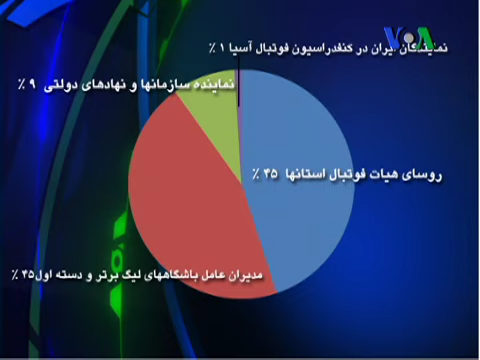 VOA
نمایندگان ایران در کنفدراسیون فوتبال آسیا ۱ ٪
نماینده سازمانها و نهادهای دولتی ۹ ٪
روسای هیات فوتبال استانها ۴۵ ٪
مدیران عامل باشگاههای لیگ برتر و دسته اول۴۵ ٪